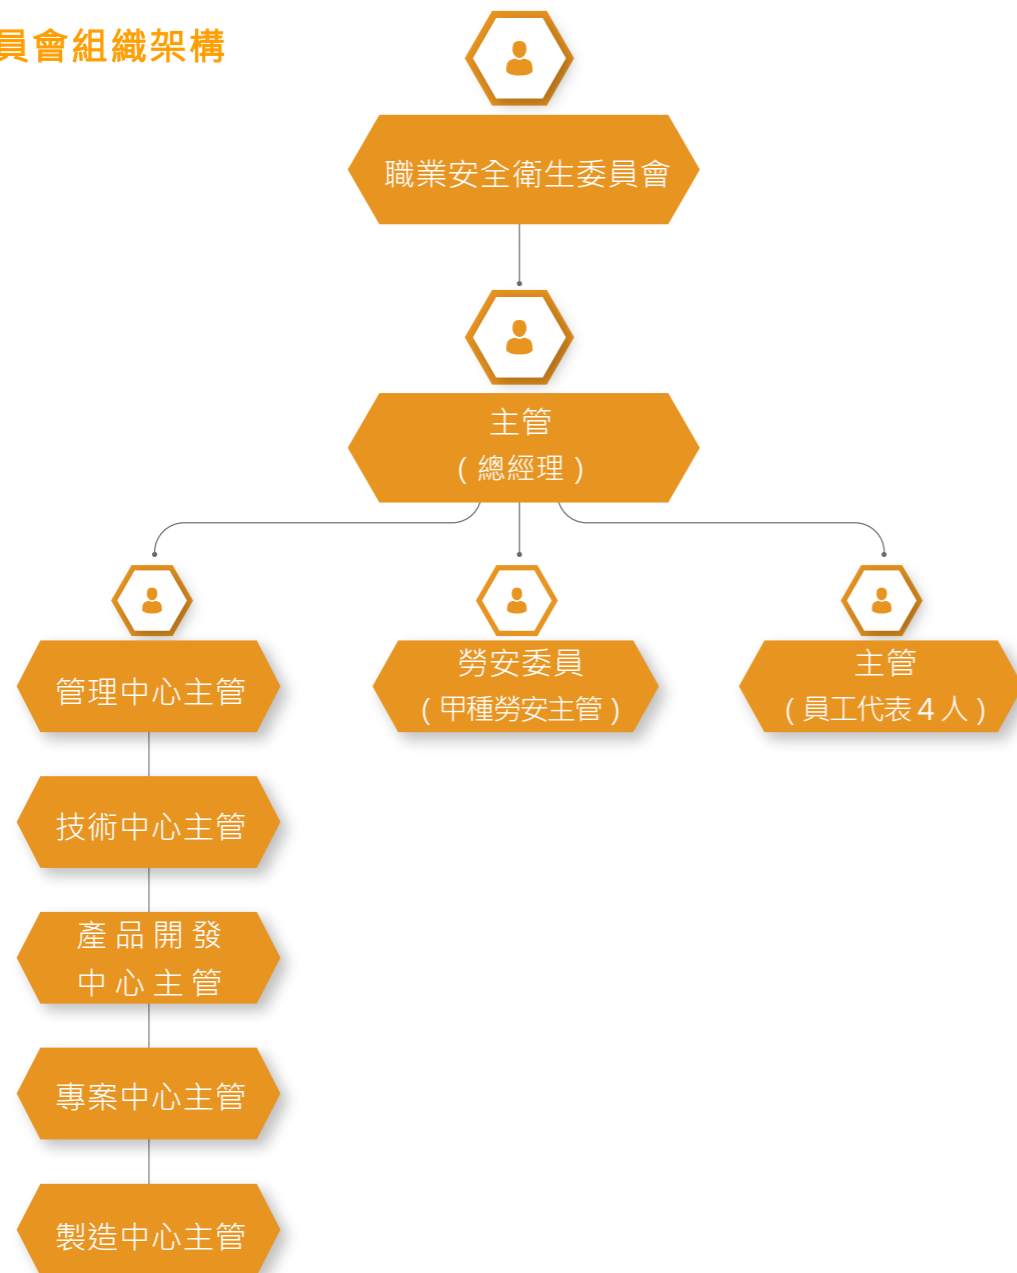 員會組織架構
職業安全衛生委員會
主管
（總經理）
管理中心主管
勞安委員
（甲種勞安主管）
主管
（員工代表 4 人）
技術中心主管
產品開發
中心主管
專案中心主管
製造中心主管